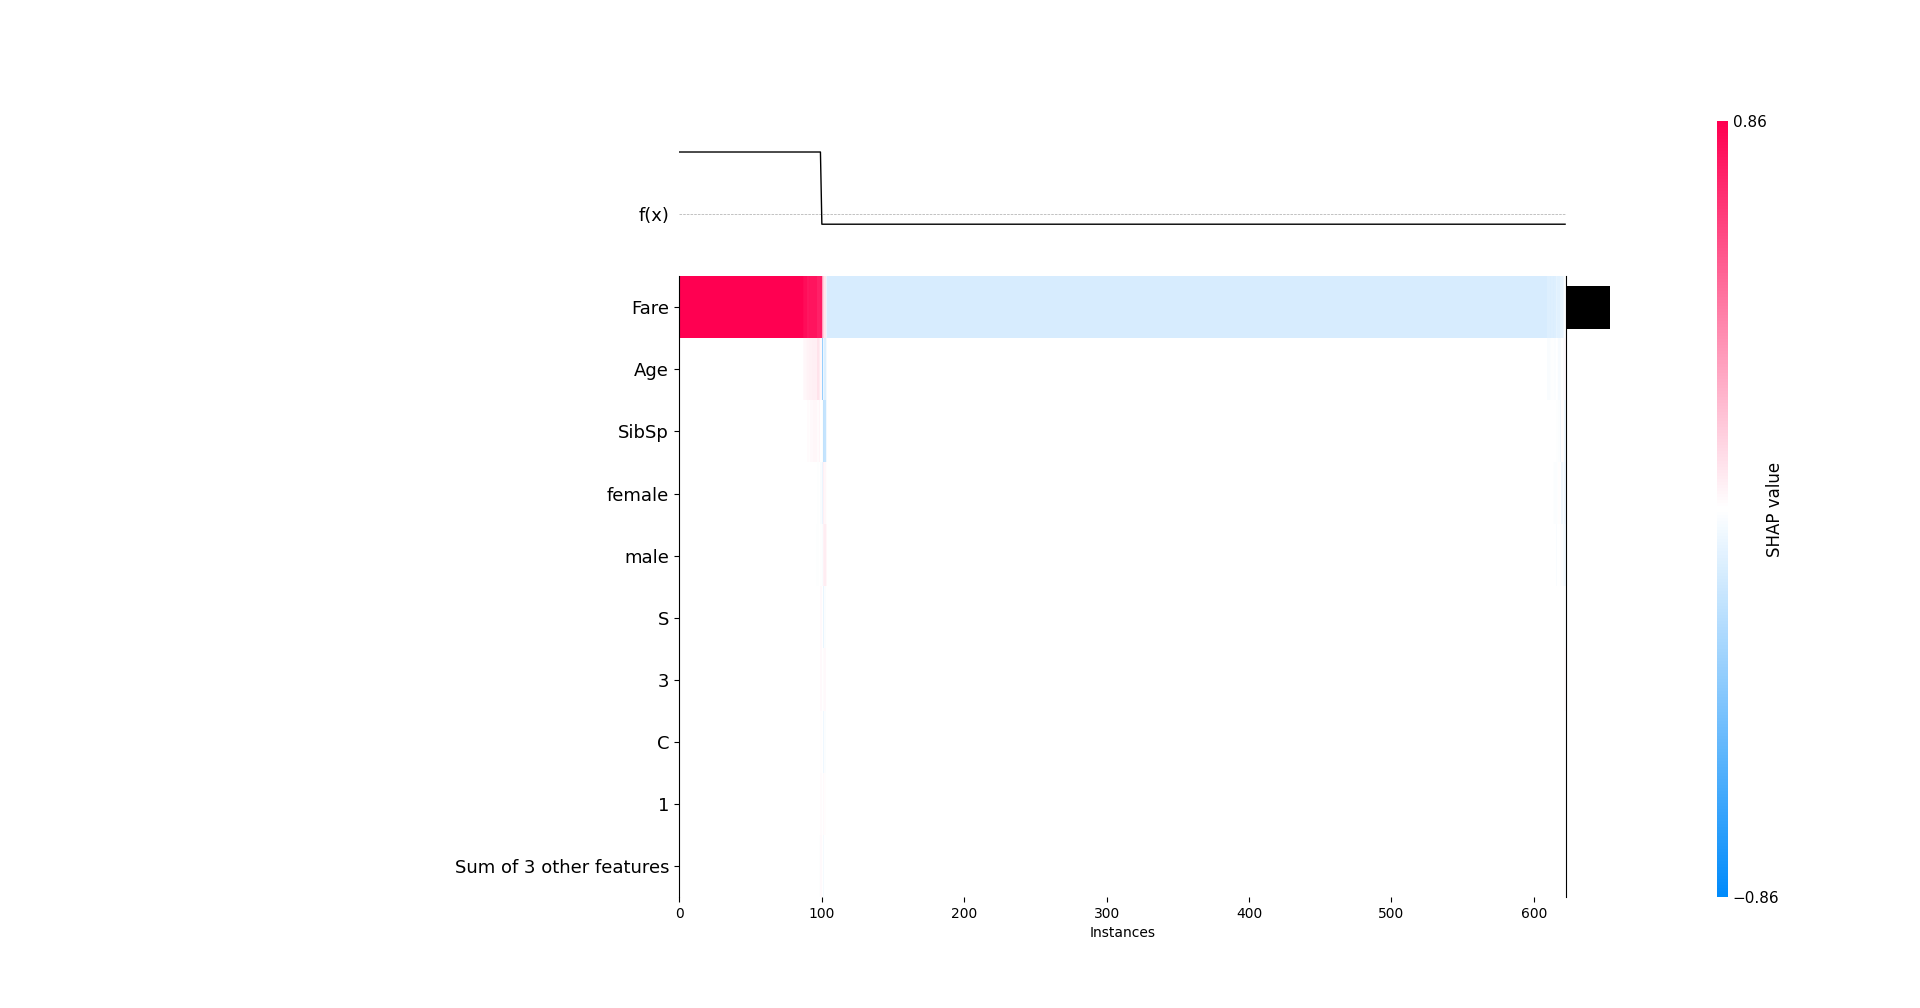 0.86
f(x)
Fare
Age
SibSp
female
male
S
3
C
1
Sum of 3 other features
SHAP value
−0.86
0 100 200 300 400 500 600
Instances